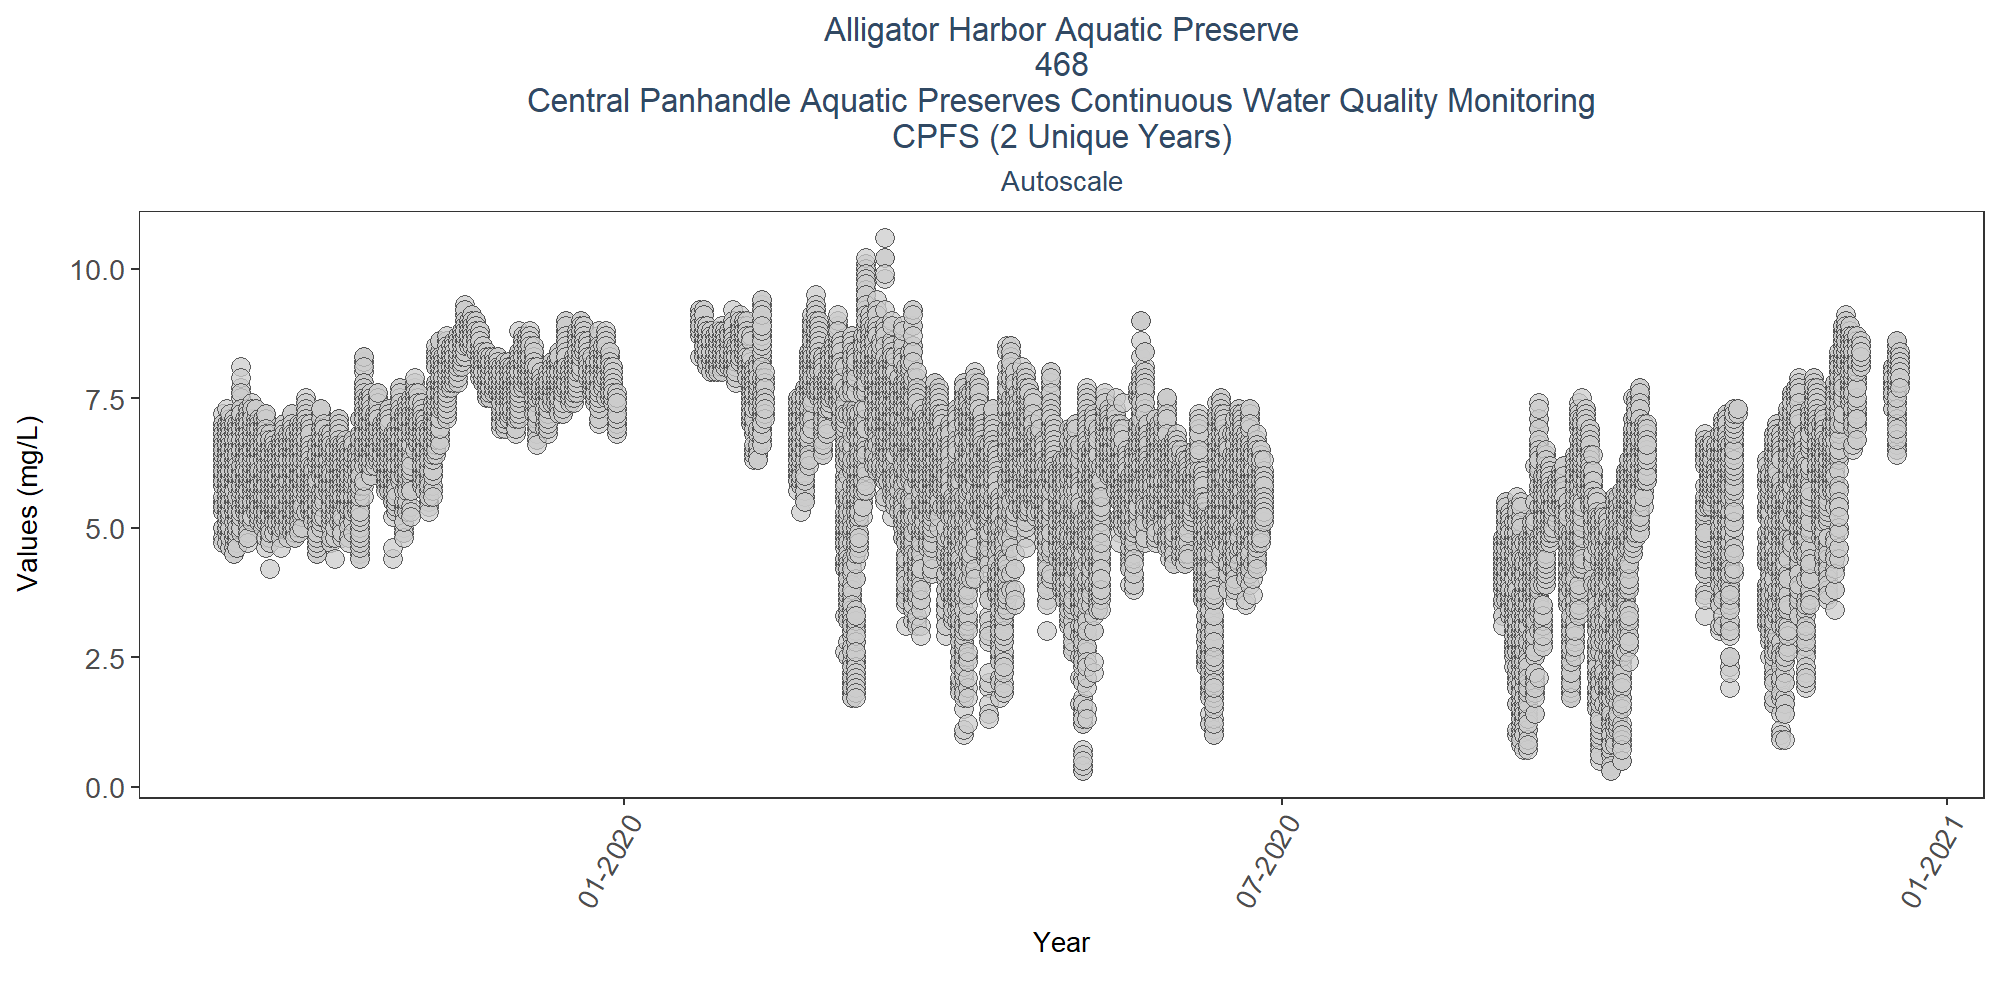 Alligator Harbor Aquatic Preserve
468
Central Panhandle Aquatic Preserves Continuous Water Quality Monitoring
CPFS (2 Unique Years)
Autoscale
Values (mg/L)
10.0
7.5
5.0
2.5
0.0
01-2020
07-2020
01-2021
Year